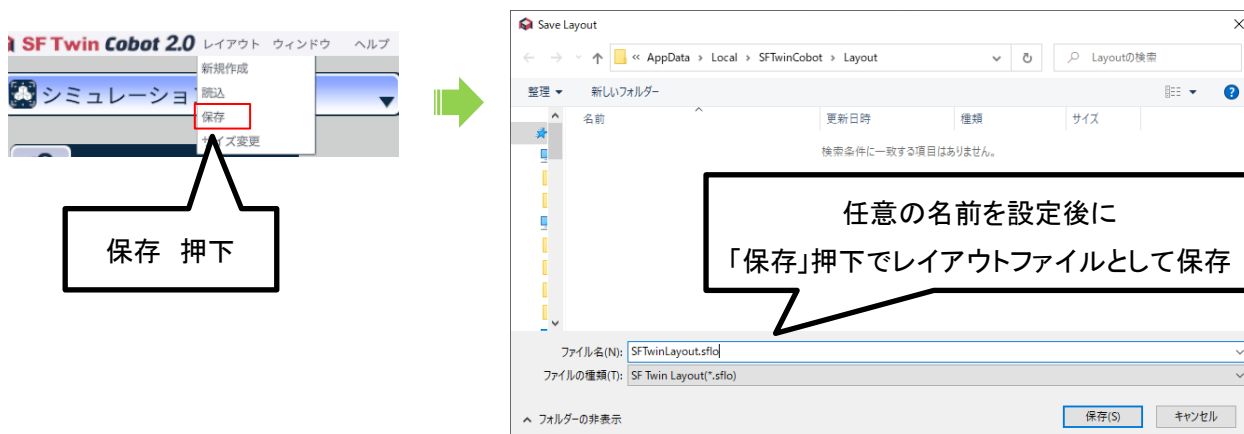 SF Twin Cobot 2.0 レイアウト ウィンドウ ヘルプ
新規作成
シミュレーショ
読込
保存
サイズ変更
保存 押下
Save Layout
« AppData › Local › SFTwinCobot › Layout
Layoutの検索
整理 新しいフォルダー
名前 更新日時 種類 サイズ
検索条件に一致する項目はありません。
任意の名前を設定後に
「保存」押下でレイアウトファイルとして保存
ファイル名(N): SFTwinLayout.sflo
ファイルの種類(T): SF Twin Layout(*.sflo)
フォルダーの非表示 保存(S) キャンセル